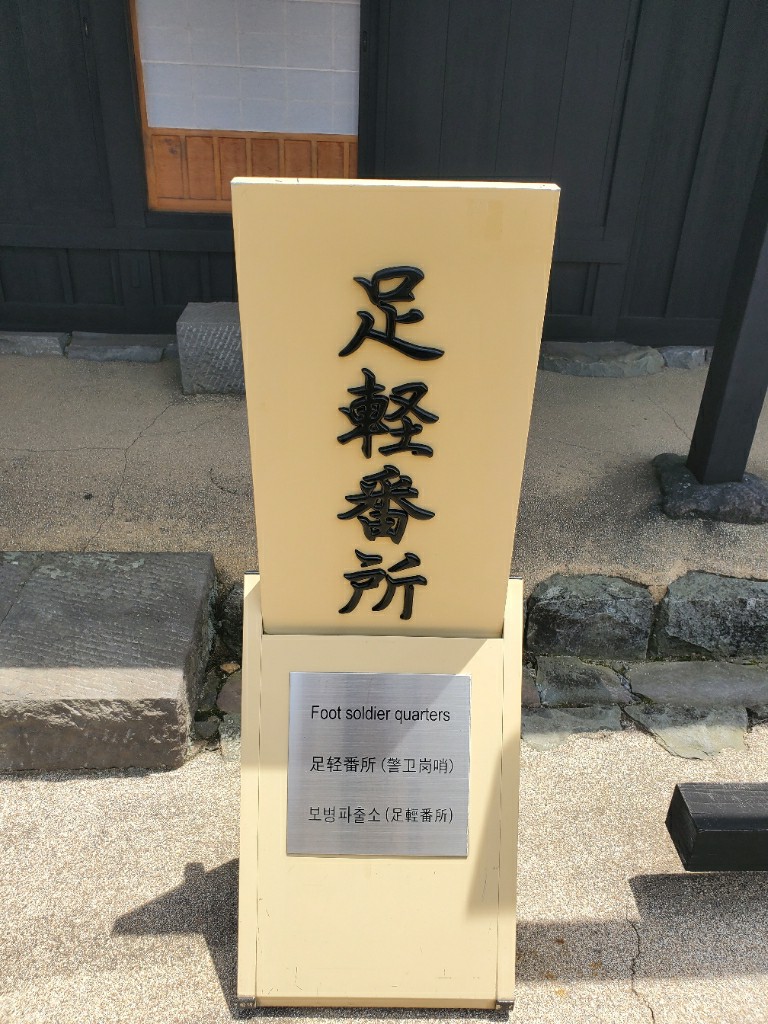 足軽番所
Foot soldier quarters
足轻番所(警卫岗哨)
보병파출소(足輕番所)